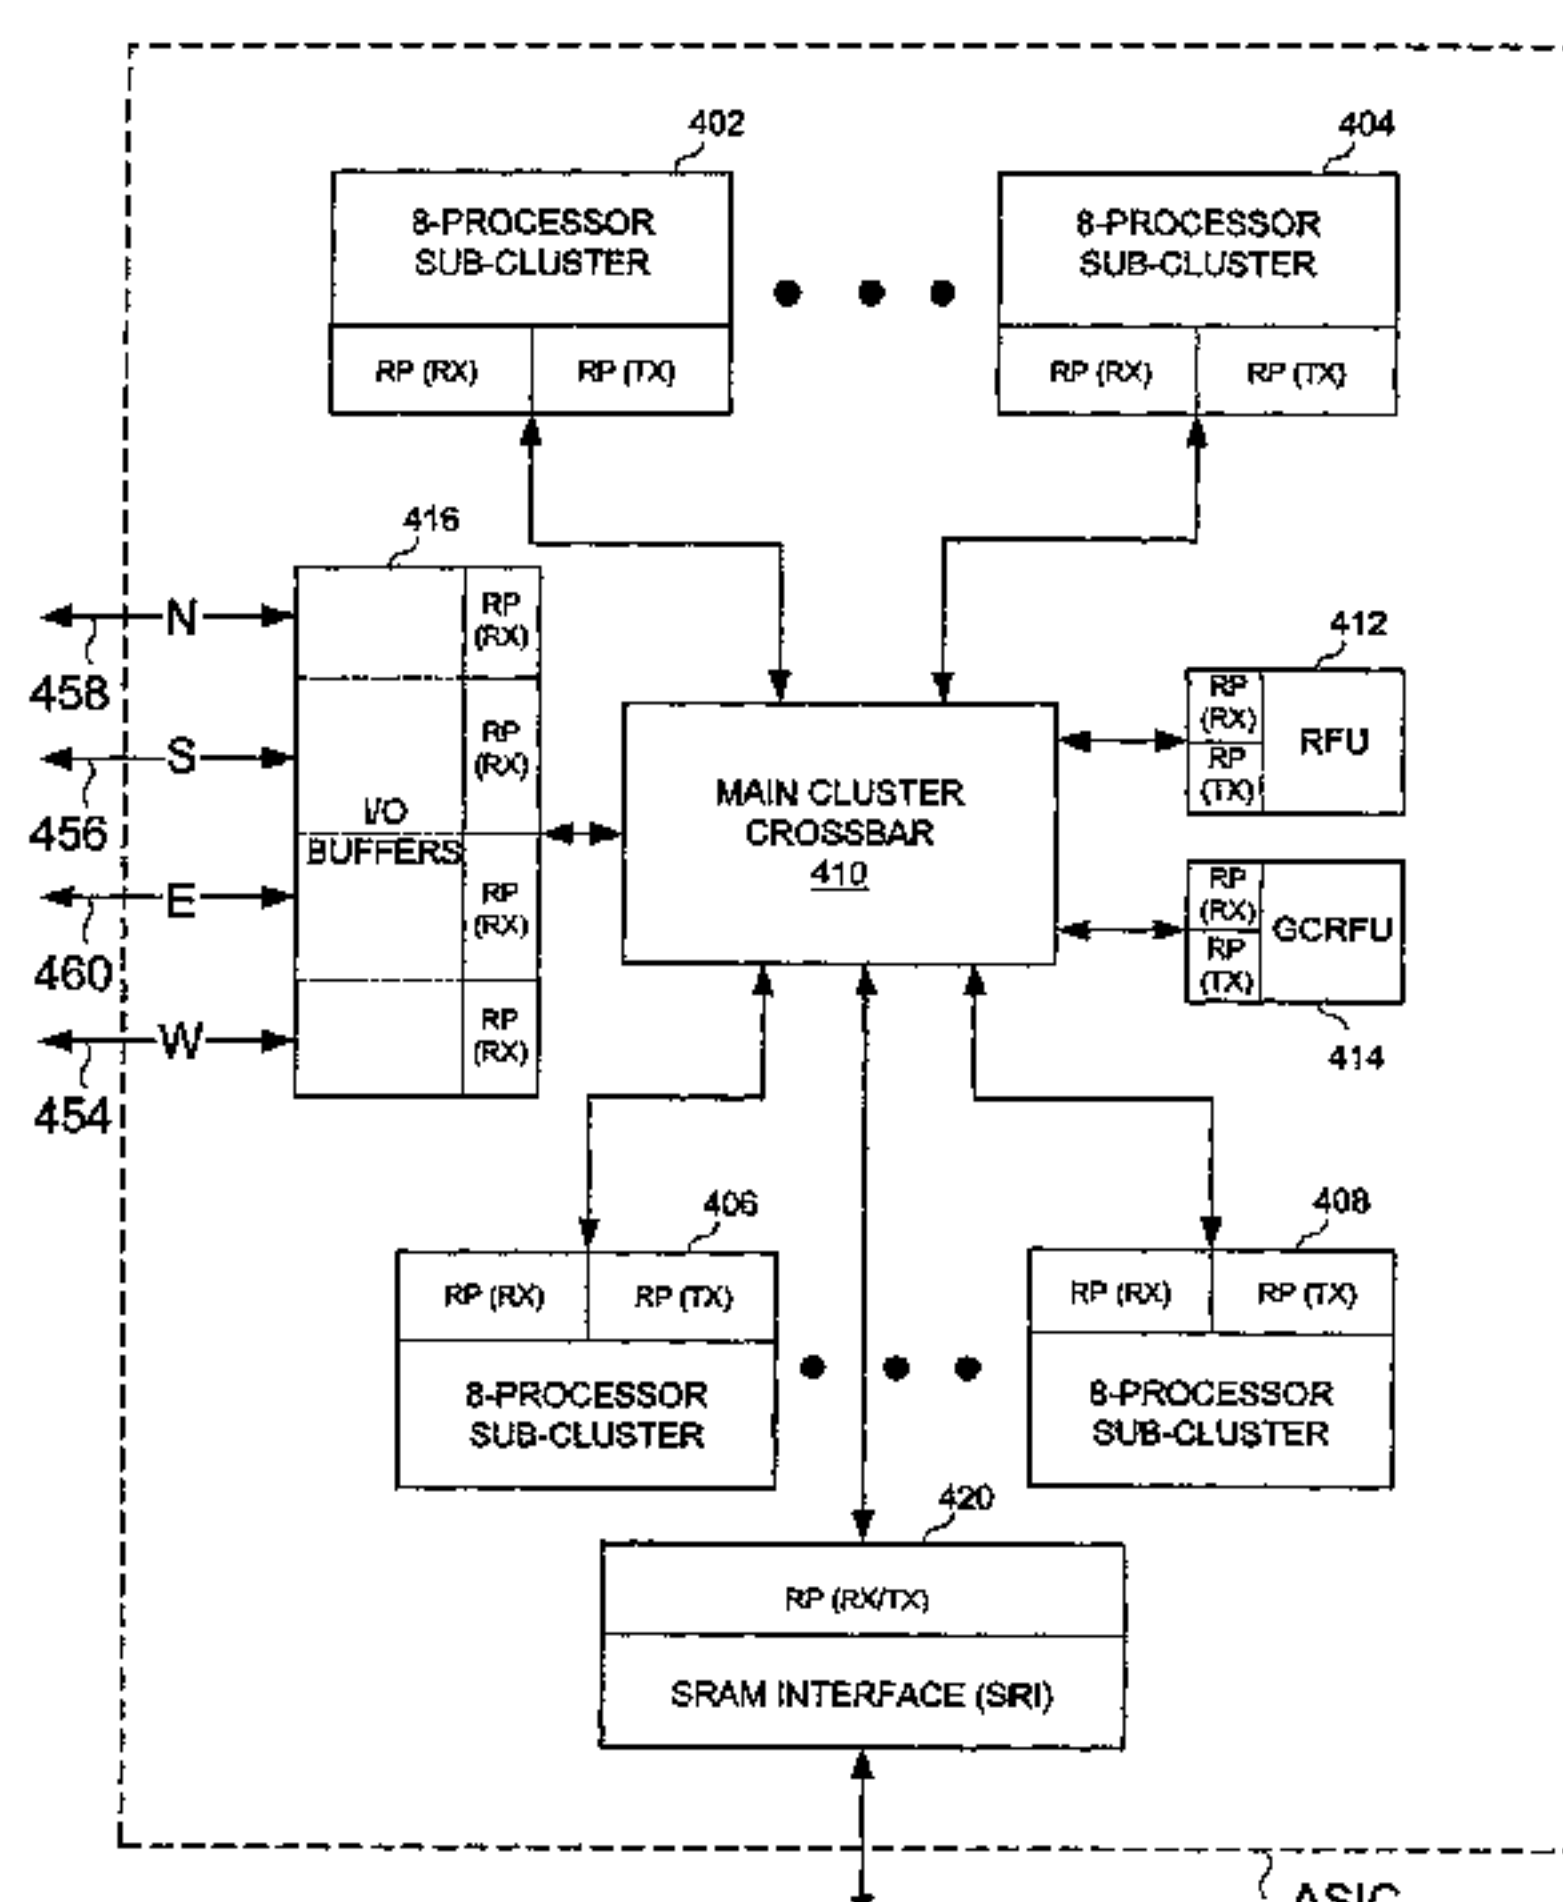 402
404
8-PROCESSOR
SUB-CLUSTER
8-PROCESSOR
SUB-CLUSTER
RP (RX)
RP (TX)
RP (RX)
RP (TX)
416
N
458
S
456
E
460
W
454
I/O
BUFFERS
RP
(RX)
RP
(RX)
RP
(RX)
RP
(RX)
MAIN CLUSTER
CROSSBAR
410
412
RP
(RX)
RP
(TX)
RFU
RP
(RX)
RP
(TX)
GCRFU
414
406
408
RP (RX)
RP (TX)
RP (RX)
RP (TX)
8-PROCESSOR
SUB-CLUSTER
8-PROCESSOR
SUB-CLUSTER
420
RP (RX/TX)
SRAM INTERFACE (SRI)
ASIC